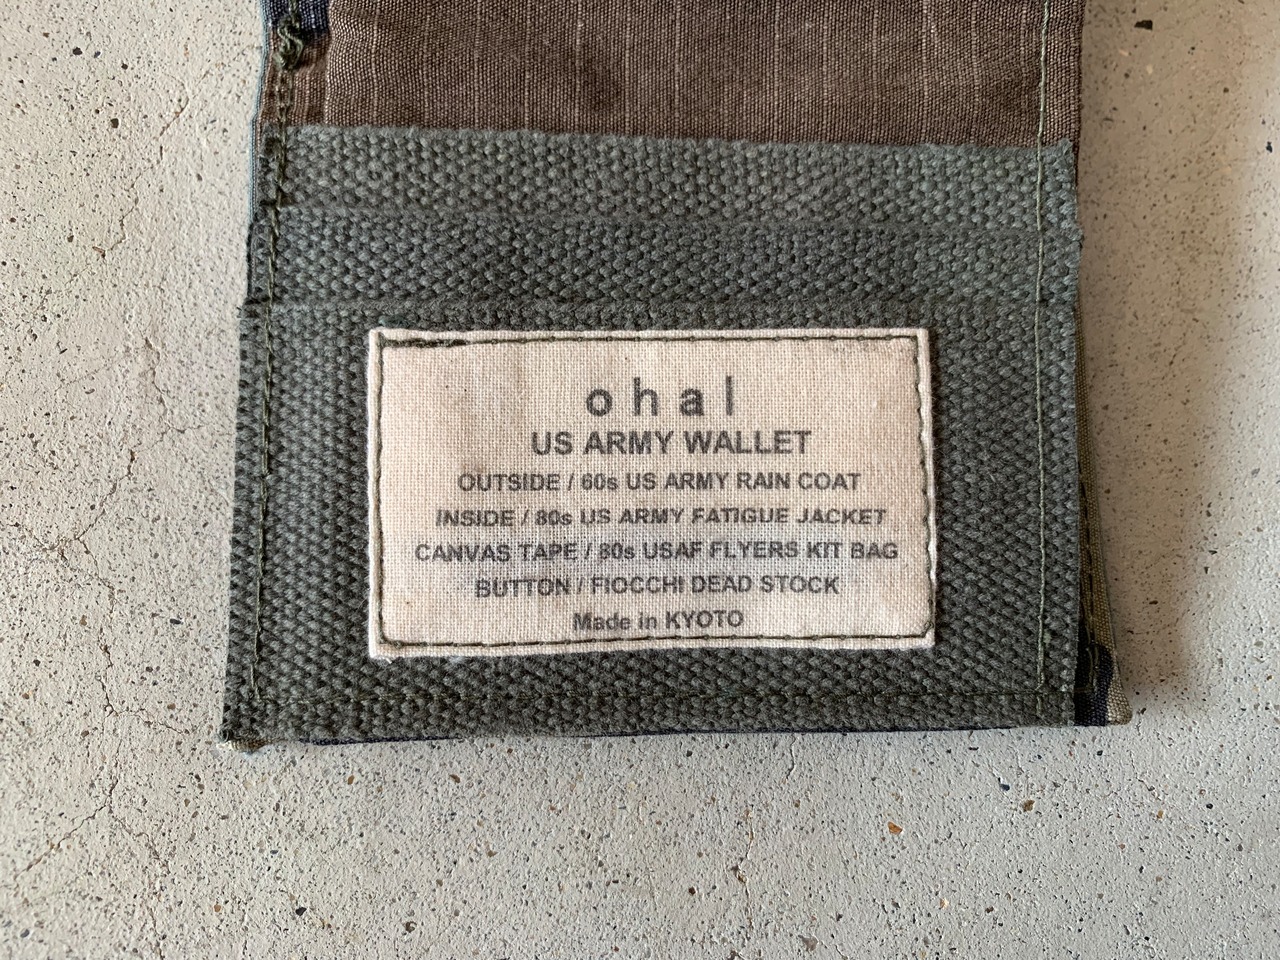 ohal
US ARMY WALLET
OUTSIDE / 60s US ARMY RAIN COAT
INSIDE / 80s US ARMY FATIGUE JACKET
CANVAS TAPE / 80s USAF FLYERS KIT BAG
BUTTON / FIOCCHI DEAD STOCK
Made in KYOTO